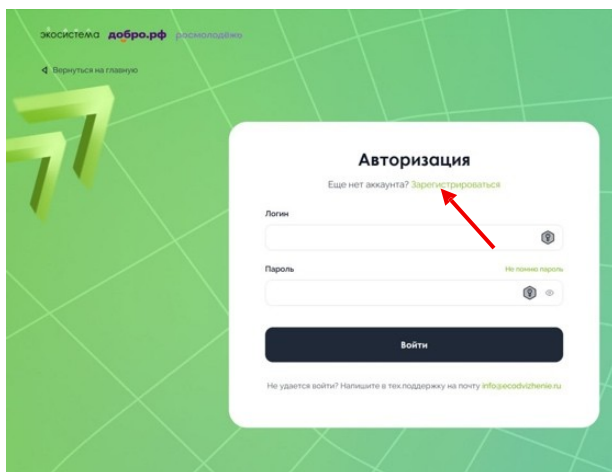 экосистема добро.рф росмолодёжь
Вернуться на главную
Авторизация
Еще нет аккаунта? Зарегистрироваться
Логин
Пароль Не помню пароль
Войти
Не удается войти? Напишите в тех.поддержку на почту info@ecodvizhenie.ru